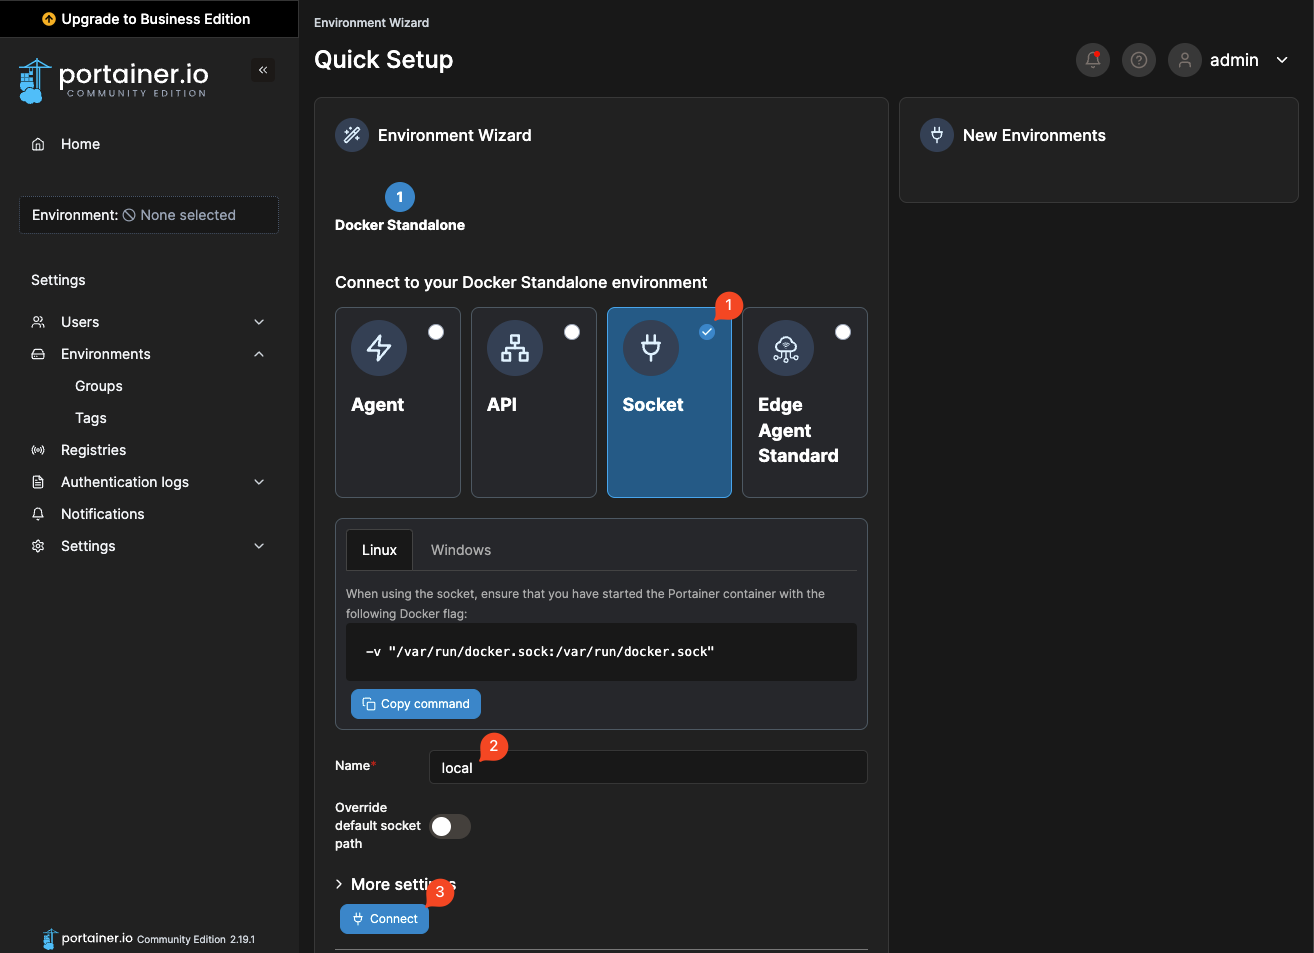 Upgrade to Business Edition
portainer.io
COMMUNITY EDITION
Home
Environment: None selected
Settings
Users
Environments
Groups
Tags
Registries
Authentication logs
Notifications
Settings
portainer.io Community Edition 2.19.1
Environment Wizard
Quick Setup
admin
Environment Wizard
1
Docker Standalone
Connect to your Docker Standalone environment
1
Agent
API
Socket
Edge
Agent
Standard
Linux
Windows
When using the socket, ensure that you have started the Portainer container with the
following Docker flag:
-v "/var/run/docker.sock:/var/run/docker.sock"
Copy command
2
Name*
local
Override
default socket
path
More settings
3
Connect
New Environments